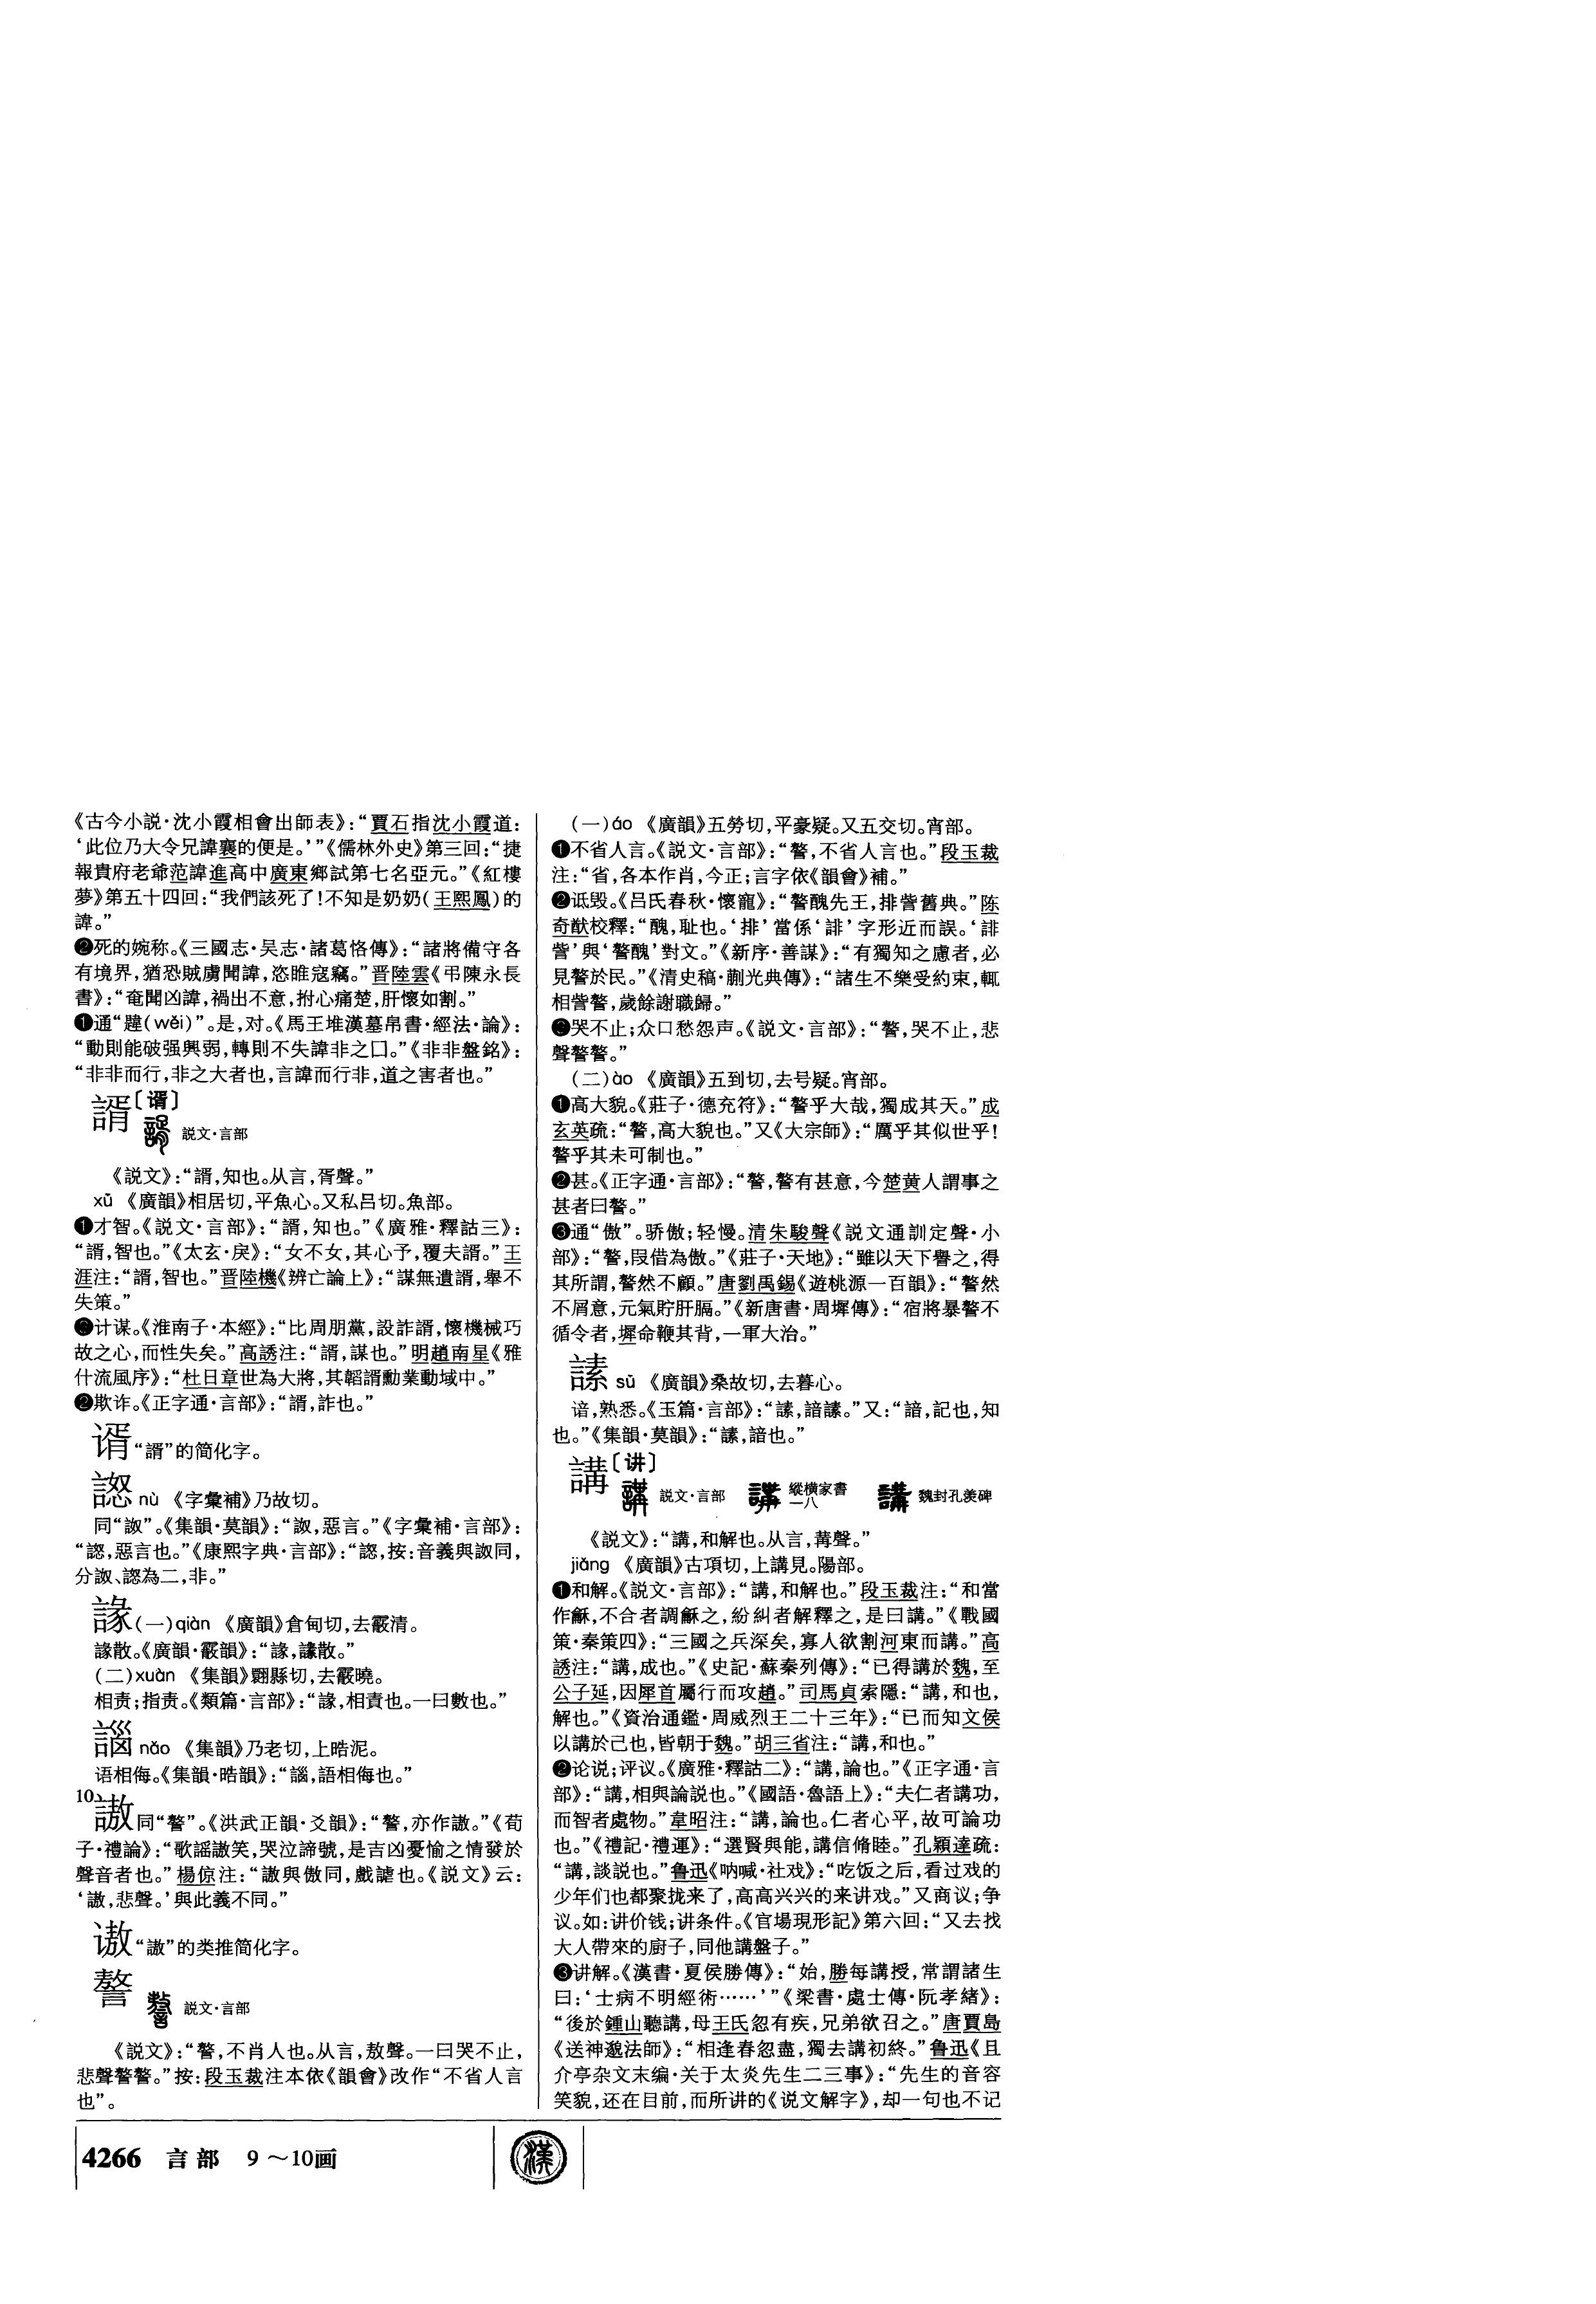 《古今小説·沈小霞相會出師表》：“賈石指沈小霞道：
‘此位乃大令兄諱襄的便是。’”《儒林外史》第三回：“捷
報貴府老爺范諱進高中廣東鄉試第七名亞元。”《紅樓
夢》第五十四回：“我們該死了！不知是奶奶（王熙鳳）的
諱。”
❷死的婉称。《三國志·吴志·諸葛恪傳》：“諸將備守各
有境界，猶恐賊虜聞諱，恣睢寇竊。”晋陸雲《弔陳永長
書》：“奄聞凶諱，禍出不意，拊心痛楚，肝懷如割。”
❶通“韙（wěi）”。是，对。《馬王堆漢墓帛書·經法·論》：
“動則能破强興弱，轉則不失諱非之囗。”《非非盤銘》：
“非非而行，非之大者也，言諱而行非，道之害者也。”
諝〔谞〕
説文·言部
《説文》：“諝，知也。从言，胥聲。”
xǔ 《廣韻》相居切，平魚心。又私吕切。魚部。
❶才智。《説文·言部》：“諝，知也。”《廣雅·釋詁三》：
“諝，智也。”《太玄·戾》：“女不女，其心予，覆夫諝。”王
涯注：“諝，智也。”晋陸機《辨亡論上》：“謀無遺諝，舉不
失策。”
計谋。《淮南子·本經》：“比周朋黨，設詐諝，懷機械巧
故之心，而性失矣。”高誘注：“諝，謀也。”明趙南星《雅
什流風序》：“杜日章世為大將，其韜諝勳業動域中。”
❷欺诈。《正字通·言部》：“諝，詐也。”
谞“諝”的简化字。
nù 《字彙補》乃故切。
同“詉”。《集韻·莫韻》：“詉，惡言。”《字彙補·言部》：
“，惡言也。”《康熙字典·言部》：“，按：音義與詉同，
分詉、為二，非。”
（一）qiàn 《廣韻》倉甸切，去霰清。
散。《廣韻·霰韻》：“，散。”
（二）xuàn 《集韻》翾縣切，去霰曉。
相责；指责。《類篇·言部》：“，相責也。一曰數也。”
nǎo 《集韻》乃老切，上晧泥。
语相侮。《集韻·晧韻》：“，語相侮也。”
10
謸同“謷”。《洪武正韻·爻韻》：“謷，亦作謸。”《荀
子·禮論》：“歌謡謸笑，哭泣諦號，是吉凶憂愉之情發於
聲音者也。”楊倞注：“謸與傲同，戲謔也。《説文》云：
‘謸，悲聲。’與此義不同。”
“謸”的类推简化字。
謷
説文·言部
《説文》：“謷，不肖人也。从言，敖聲。一曰哭不止，
悲聲謷謷。”按：段玉裁注本依《韻會》改作“不省人言
也”。
（一）áo 《廣韻》五勞切，平豪疑。又五交切。宵部。
❶不省人言。《説文·言部》：“謷，不省人言也。”段玉裁
注：“省，各本作肖，今正；言字依《韻會》補。”
❷诋毁。《吕氏春秋·懷寵》：“謷醜先王，排訾舊典。”陈
奇猷校釋：“醜，耻也。‘排’當係‘誹’字形近而誤。‘誹
訾’與‘謷醜’對文。”《新序·善謀》：“有獨知之慮者，必
見謷於民。”《清史稿·蒯光典傳》：“諸生不樂受約束，輒
相訾謷，歲餘謝職歸。”
哭不止；众口愁怨声。《説文·言部》：“謷，哭不止，悲
聲謷謷。”
（二）ào 《廣韻》五到切，去号疑。宵部。
❶高大貌。《莊子·德充符》：“謷乎大哉，獨成其天。”成
玄英疏：“謷，高大貌也。”又《大宗師》：“厲乎其似世乎！
謷乎其未可制也。”
❷甚。《正字通·言部》：“謷，謷有甚意，今楚黄人謂事之
甚者曰謷。”
❸通“傲”。骄傲；轻慢。清朱駿聲《説文通訓定聲·小
部》：“謷，叚借為傲。”《莊子·天地》：“雖以天下譽之，得
其所謂，謷然不顧。”唐劉禹錫《遊桃源一百韻》：“謷然
不屑意，元氣貯肝膈。”《新唐書·周墀傳》：“宿將暴謷不
循令者，墀命鞭其背，一軍大治。”
sù 《廣韻》桑故切，去暮心。
谙，熟悉。《玉篇·言部》：“，諳。”又：“諳，記也，知
也。”《集韻·莫韻》：“，諳也。”
講〔讲〕
説文·言部 縱横家書一八 魏封孔羡碑
《説文》：“講，和解也。从言，冓聲。”
jiǎng 《廣韻》古項切，上講見。陽部。
❶和解。《説文·言部》：“講，和解也。”段玉裁注：“和當
作龢，不合者調龢之，紛糾者解釋之，是曰講。”《戰國
策·秦策四》：“三國之兵深矣，寡人欲割河東而講。”高
誘注：“講，成也。”《史記·蘇秦列傳》：“已得講於魏，至
公子延，因犀首屬行而攻趙。”司馬貞索隱：“講，和也，
解也。”《資治通鑑·周威烈王二十三年》：“已而知文侯
以講於己也，皆朝于魏。”胡三省注：“講，和也。”
❷论说；评议。《廣雅·釋詁二》：“講，論也。”《正字通·言
部》：“講，相與論説也。”《國語·魯語上》：“夫仁者講功，
而智者處物。”韋昭注：“講，論也。仁者心平，故可論功
也。”《禮記·禮運》：“選賢與能，講信脩睦。”孔穎達疏：
“講，談説也。”鲁迅《呐喊·社戏》：“吃饭之后，看过戏的
少年们也都聚拢来了，高高兴兴的来讲戏。”又商议；争
议。如：讲价钱；讲条件。《官場現形記》第六回：“又去找
大人帶來的厨子，同他講盤子。”
❸讲解。《漢書·夏侯勝傳》：“始，勝每講授，常謂諸生
曰：‘士病不明經術……’”《梁書·處士傳·阮孝緒》：
“後於鍾山聽講，母王氏忽有疾，兄弟欲召之。”唐賈島
《送神邈法師》：“相逢春忽盡，獨去講初終。”鲁迅《且
介亭杂文末编·关于太炎先生二三事》：“先生的音容
笑貌，还在目前，而所讲的《说文解字》，却一句也不记
4266 言部 9～10画
漢